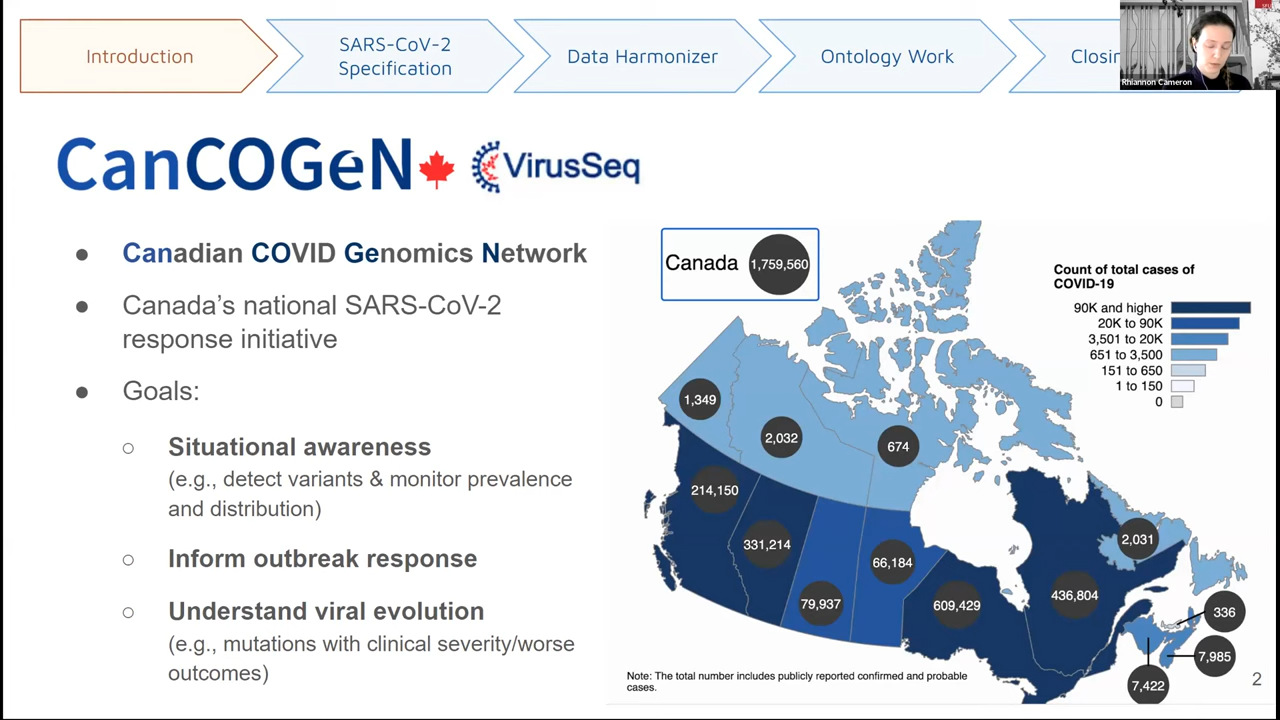 Introduction
SARS-CoV-2
Specification
Data Harmonizer
Ontology Work
Rhiannon Cameron
CanCOGeN VirusSeq
● Canadian COVID Genomics Network
● Canada's national SARS-CoV-2
response initiative
● Goals:
○ Situational awareness
(e.g., detect variants & monitor prevalence
and distribution)
○ Inform outbreak response
○ Understand viral evolution
(e.g., mutations with clinical severity/worse
outcomes)
Canada 1,759,560
Count of total cases of
COVID-19
90K and higher
20K to 90K
3,501 to 20K
651 to 3,500
151 to 650
1 to 150
0
1,349
2,032
674
214,150
331,214
79,937
66,184
609,429
436,804
2,031
336
7,985
7,422
Note: The total number includes publicly reported confirmed and probable
cases.
2